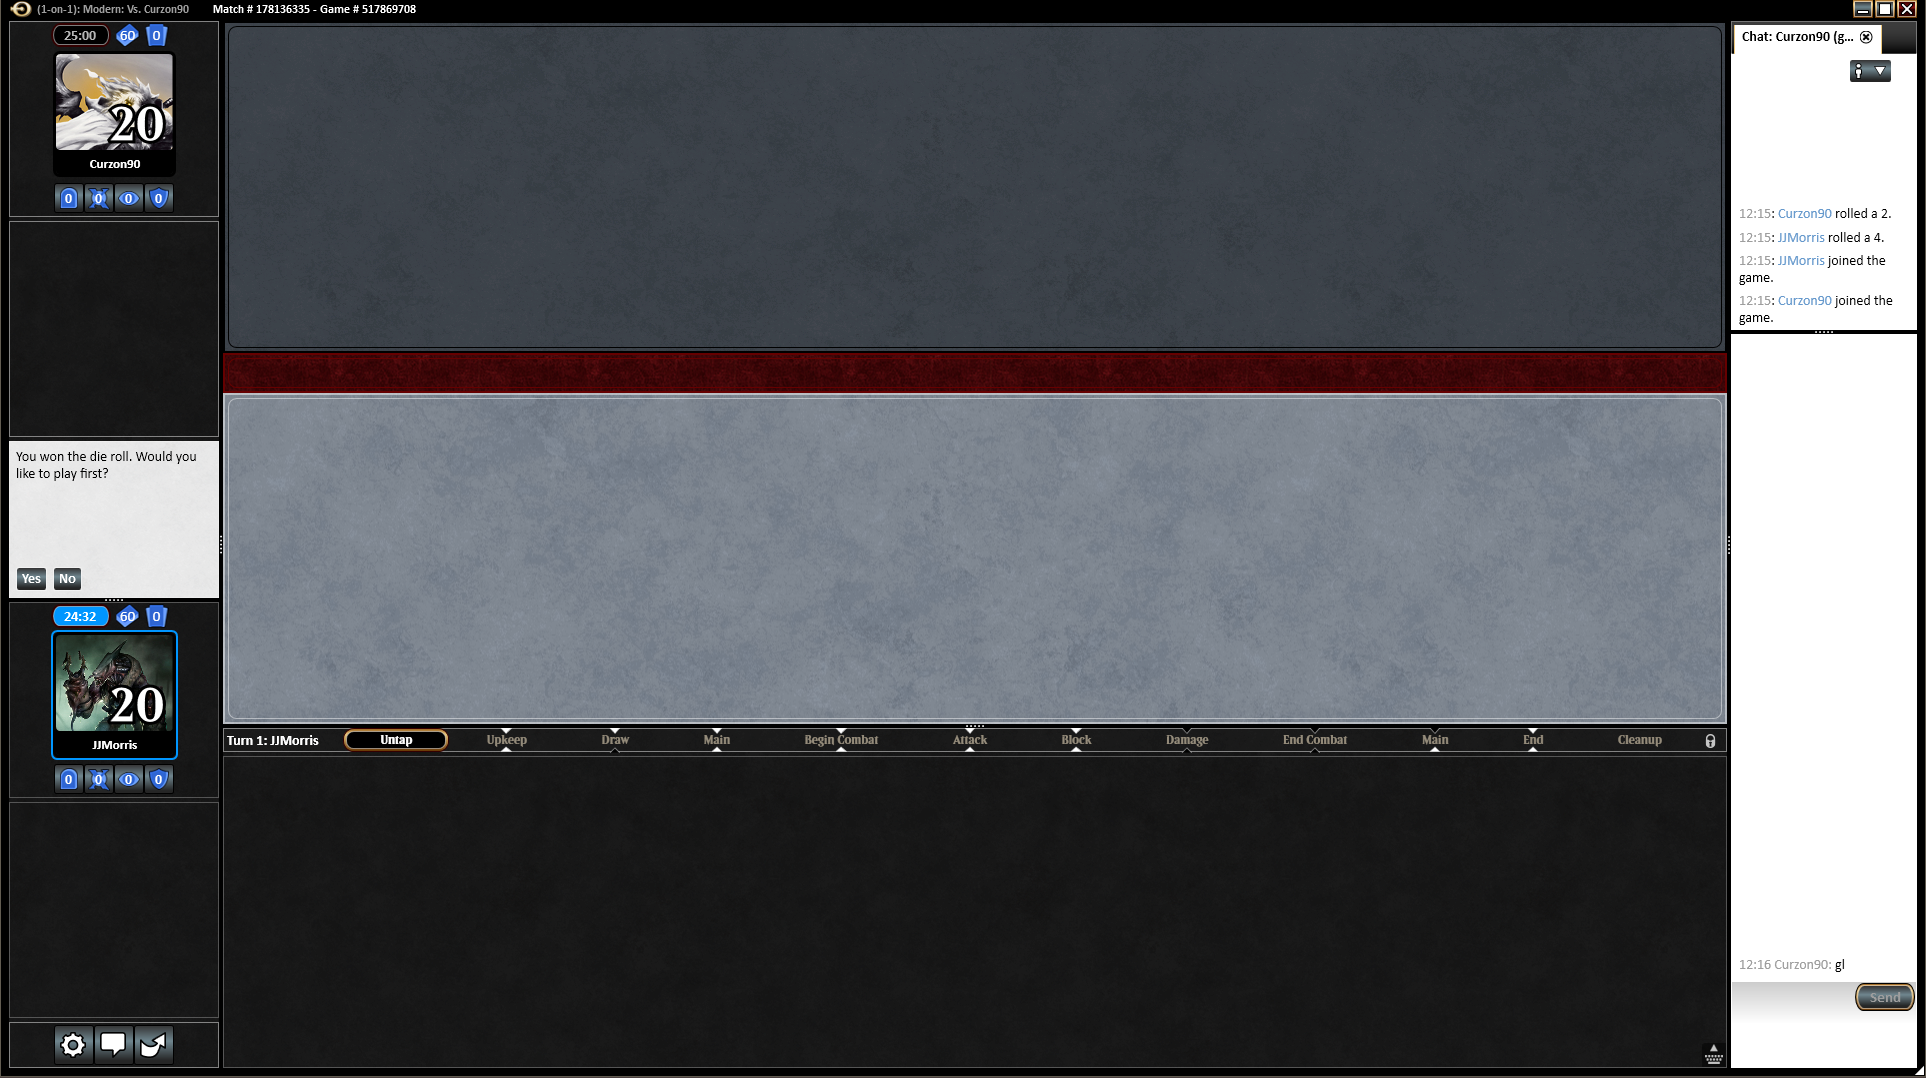 (1-on-1): Modern: Vs. Curzon90 Match # 178136335 - Game # 517869708
25:00 60 0
20
Curzon90
0 0 0 0
You won the die roll. Would you
like to play first?
Yes No
24:32 60 0
20
JJMorris
0 0 0 0
Turn 1: JJMorris Untap Upkeep Draw Main Begin Combat Attack Block Damage End Combat Main End Cleanup
Chat: Curzon90 (g...
12:15: Curzon90 rolled a 2.
12:15: JJMorris rolled a 4.
12:15: JJMorris joined the
game.
12:15: Curzon90 joined the
game.
12:16 Curzon90: gl
Send